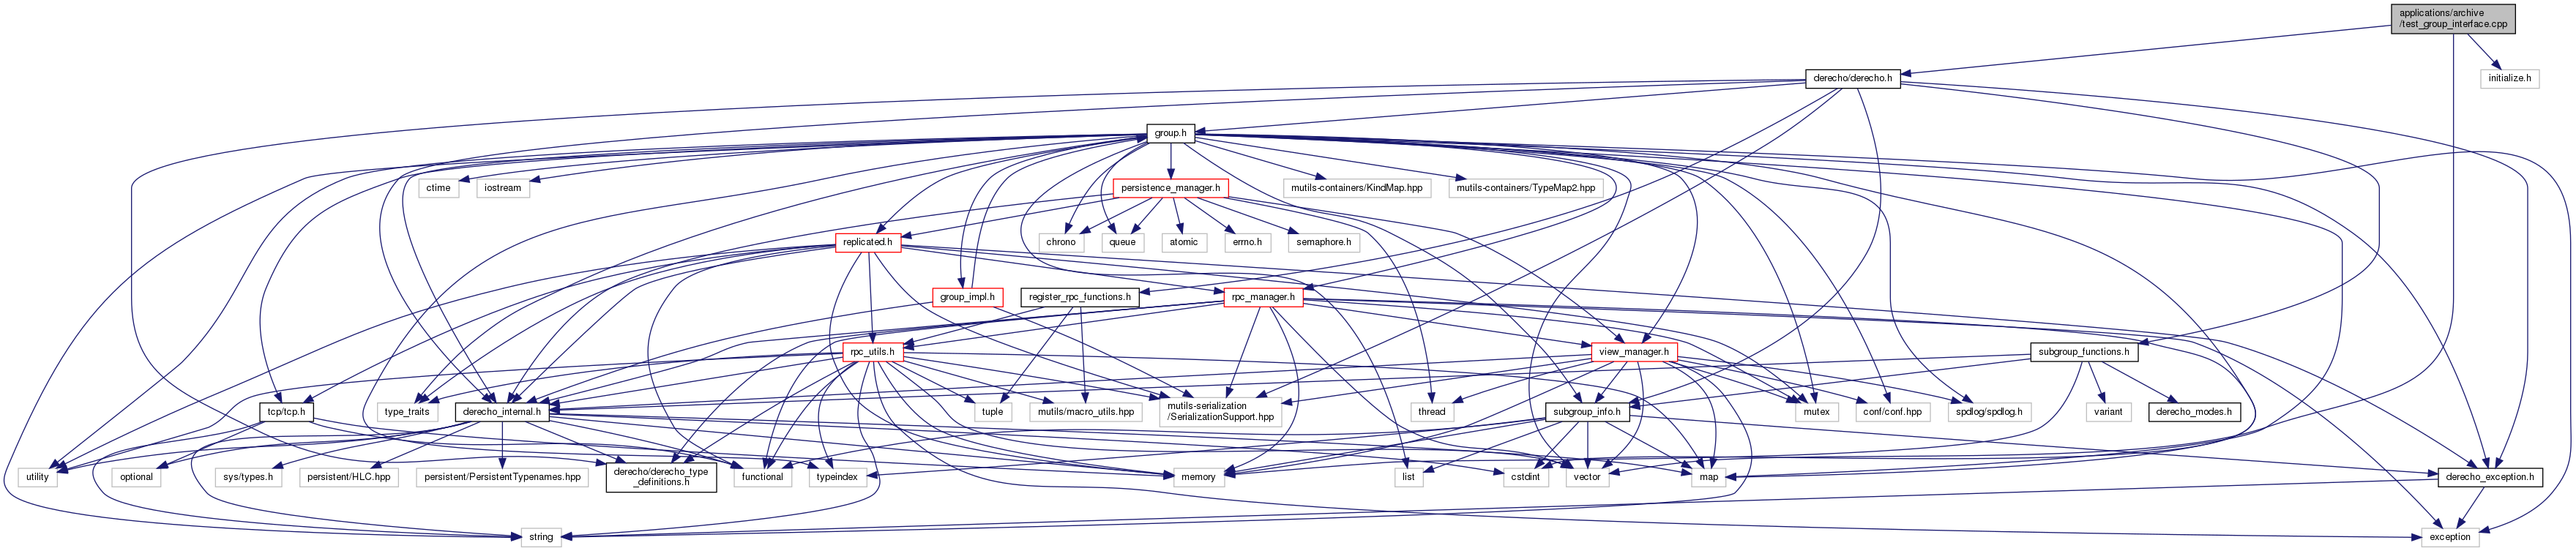 applications/archive
/test_group_interface.cpp
derecho/derecho.h
initialize.h
group.h
ctime
iostream
persistence_manager.h
mutils-containers/KindMap.hpp
mutils-containers/TypeMap2.hpp
replicated.h
chrono
queue
atomic
errno.h
semaphore.h
group_impl.h
register_rpc_functions.h
rpc_manager.h
rpc_utils.h
view_manager.h
subgroup_functions.h
tcp/tcp.h
type_traits
derecho_internal.h
tuple
mutils/macro_utils.hpp
mutils-serialization
/SerializationSupport.hpp
thread
subgroup_info.h
mutex
conf/conf.hpp
spdlog/spdlog.h
variant
derecho_modes.h
utility
optional
sys/types.h
persistent/HLC.hpp
persistent/PersistentTypenames.hpp
derecho/derecho_type
_definitions.h
functional
typeindex
memory
list
cstdint
vector
map
derecho_exception.h
string
exception